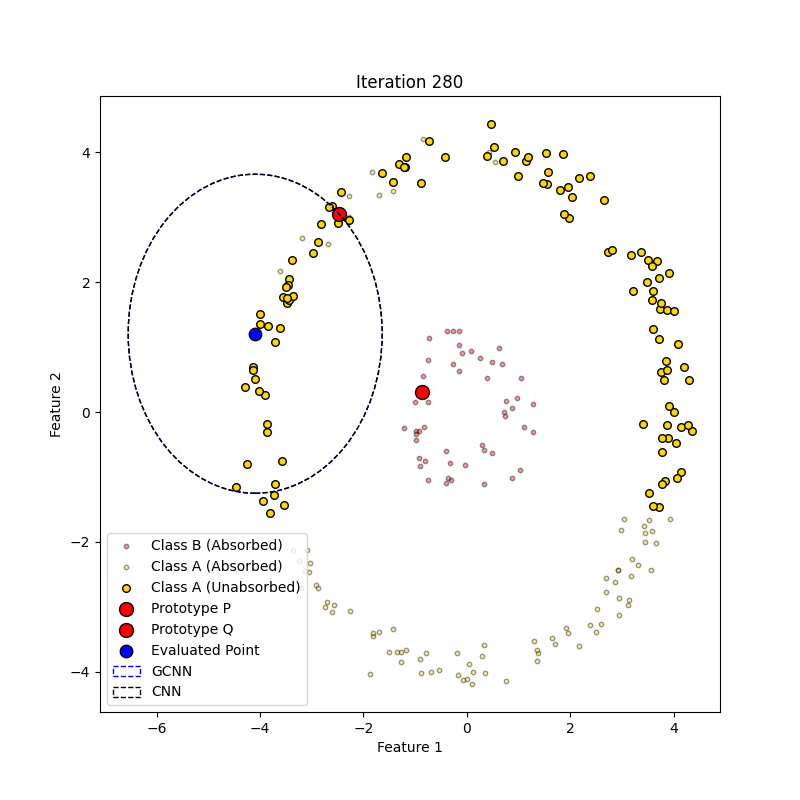 Iteration 280
4
2
0
−2
−4
Feature 2
Class B (Absorbed)
Class A (Absorbed)
Class A (Unabsorbed)
Prototype P
Prototype Q
Evaluated Point
GCNN
CNN
−6
−4
−2
0
2
4
Feature 1